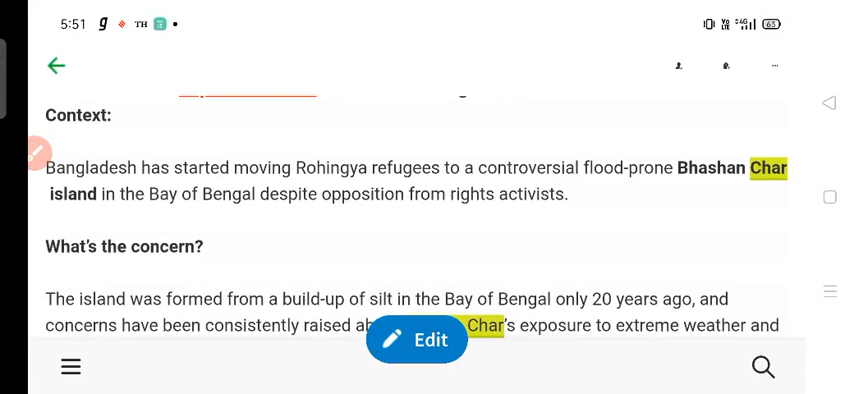 5:51 g TH
63
Context:
Bangladesh has started moving Rohingya refugees to a controversial flood-prone Bhashan Char
island in the Bay of Bengal despite opposition from rights activists.
What's the concern?
The island was formed from a build-up of silt in the Bay of Bengal only 20 years ago, and
concerns have been consistently raised Char's exposure to extreme weather and
Edit